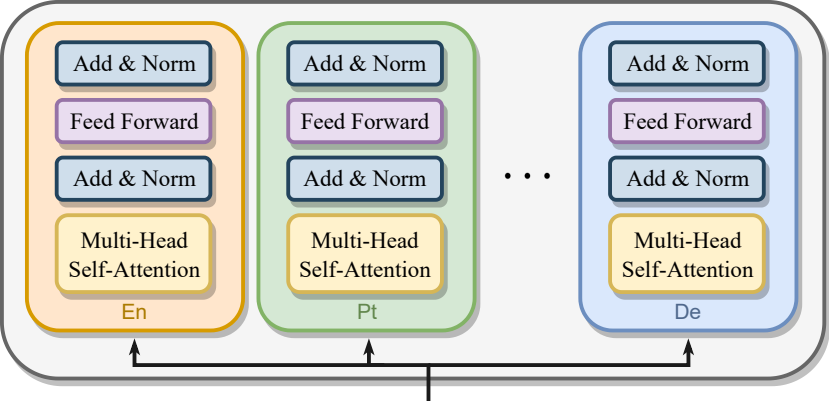 Add & Norm
Feed Forward
Add & Norm
Multi-Head
Self-Attention
En
Add & Norm
Feed Forward
Add & Norm
Multi-Head
Self-Attention
Pt
. . .
Add & Norm
Feed Forward
Add & Norm
Multi-Head
Self-Attention
De